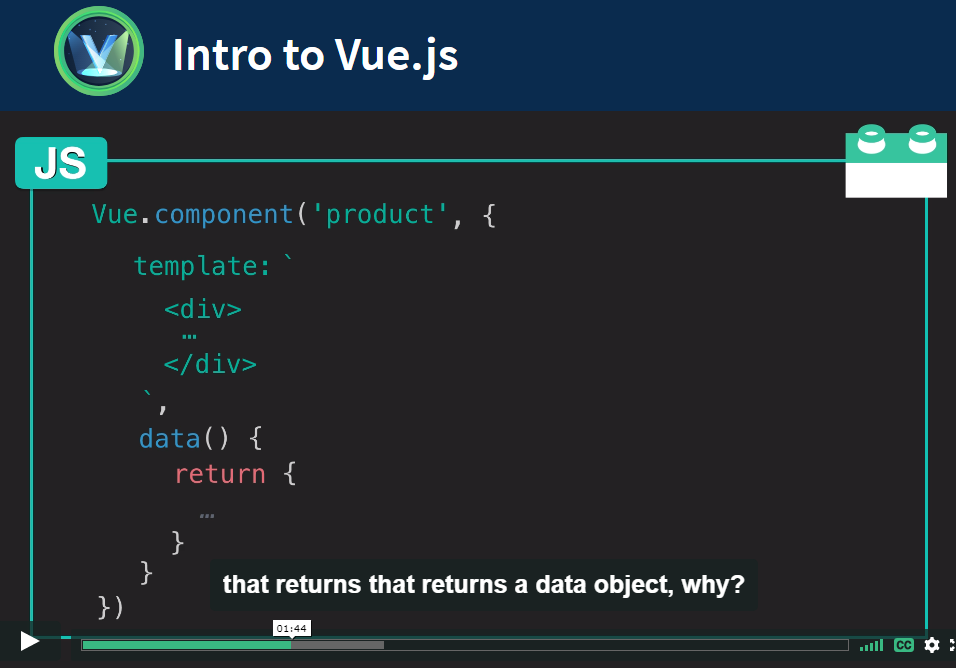 Intro to Vue.js
JS
Vue.component('product', {
template: `
<div>
…
</div>
`,
data() {
return {
…
}
}
})
that returns that returns a data object, why?
01:44
CC